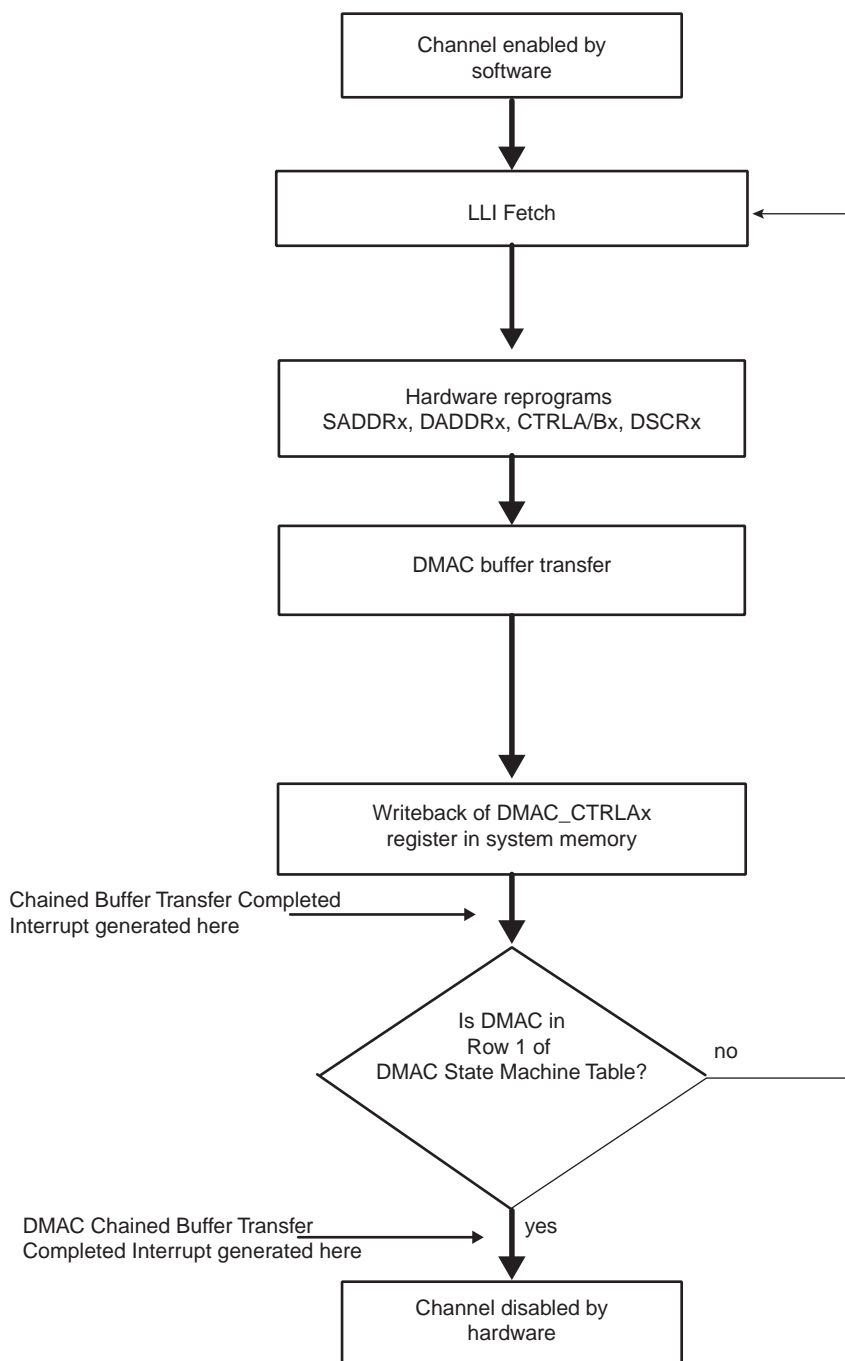 Channel enabled by
software
LLI Fetch
Hardware reprograms
SADDRx, DADDRx, CTRLA/Bx, DSCRx
DMAC buffer transfer
Writeback of DMAC_CTRLAx
register in system memory
Chained Buffer Transfer Completed
Interrupt generated here
Is DMAC in
Row 1 of
DMAC State Machine Table?
no
DMAC Chained Buffer Transfer
Completed Interrupt generated here
yes
Channel disabled by
hardware